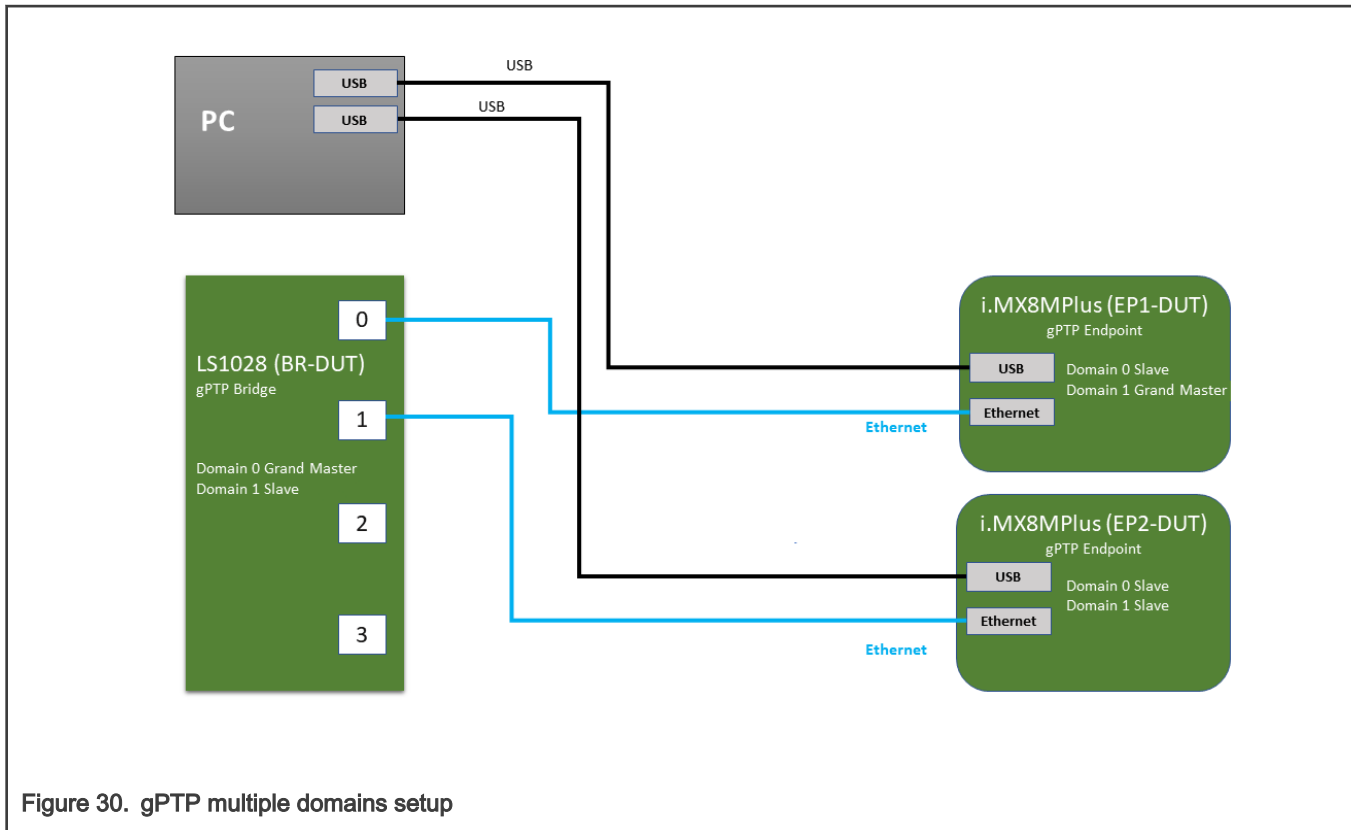 USB
USB
USB
PC
USB
0
LS1028 (BR-DUT)
gPTP Bridge
1
Domain 0 Grand Master
Domain 1 Slave
2
3
i.MX8MPlus (EP1-DUT)
gPTP Endpoint
USB
Domain 0 Slave
Domain 1 Grand Master
Ethernet
Ethernet
i.MX8MPlus (EP2-DUT)
gPTP Endpoint
USB
Domain 0 Slave
Domain 1 Slave
Ethernet
Ethernet
Figure 30. gPTP multiple domains setup